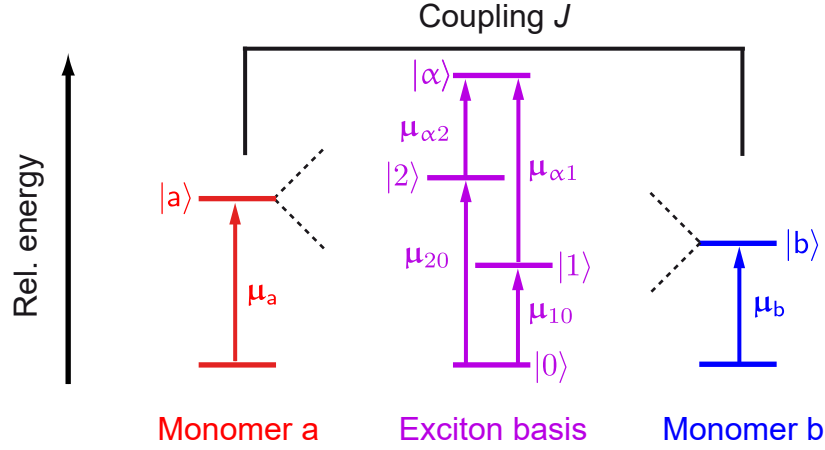 Coupling J
Rel. energy
|α⟩
μα2
μα1
|a⟩
|2⟩
|b⟩
μ20
|1⟩
μa
μ10
μb
|0⟩
Monomer a
Exciton basis
Monomer b